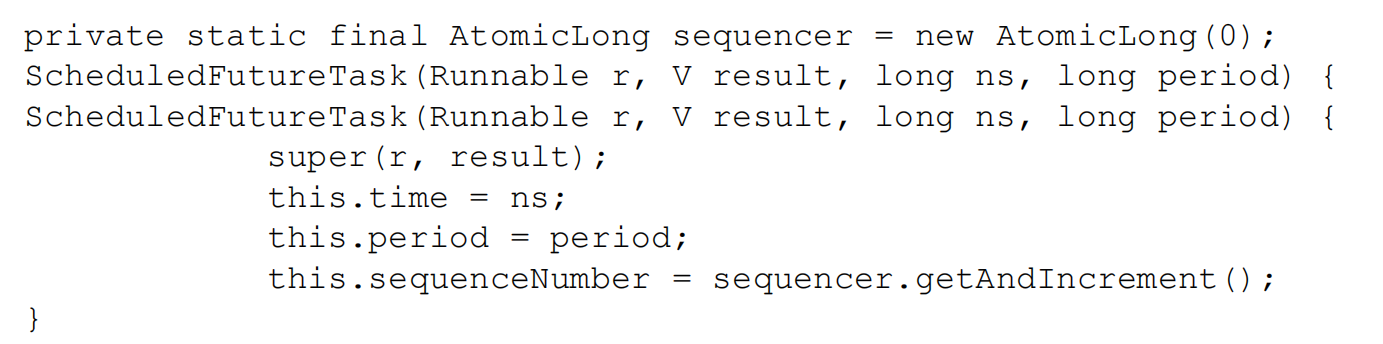 private static final AtomicLong sequencer = new AtomicLong(0);
ScheduledFutureTask(Runnable r, V result, long ns, long period) {
ScheduledFutureTask(Runnable r, V result, long ns, long period) {
            super(r, result);
            this.time = ns;
            this.period = period;
            this.sequenceNumber = sequencer.getAndIncrement();
}